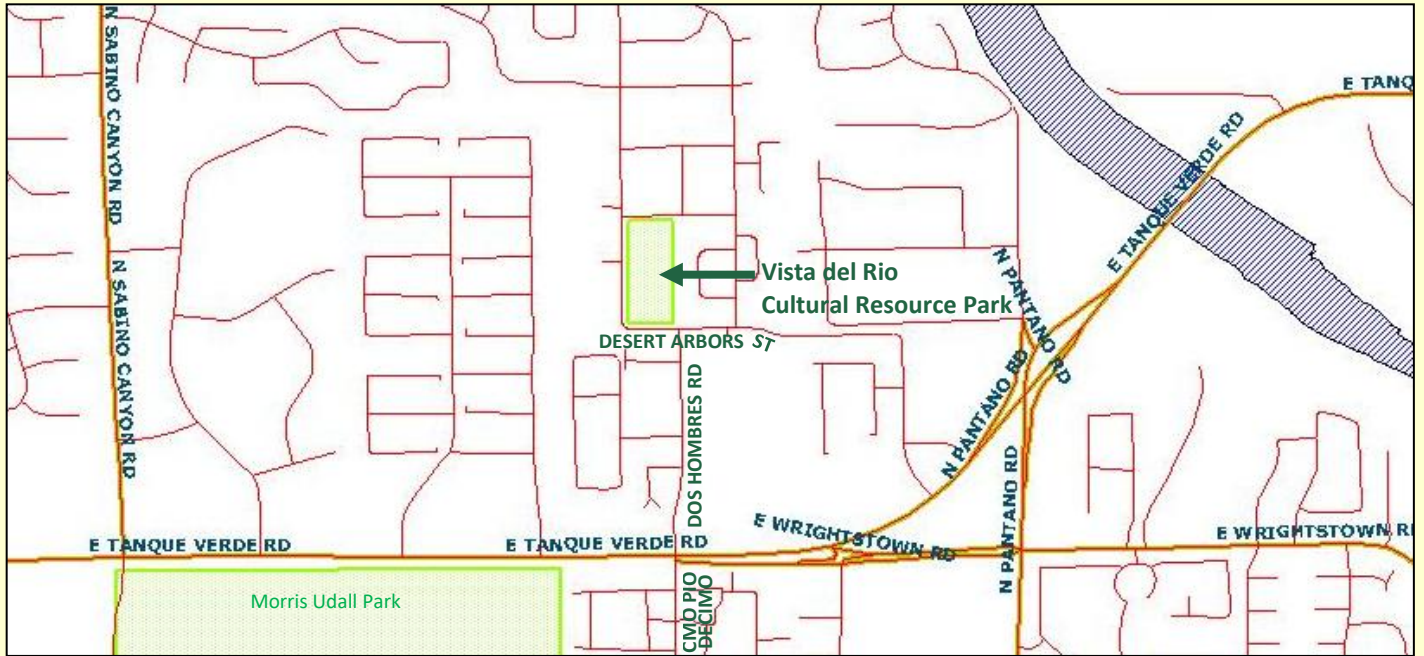 N SABINO CANYON RD
E TANQ
E TANQUE VERDE RD
N SABINO CANYON RD
N PANTANO RD
Vista del Rio
Cultural Resource Park
DESERT ARBORS ST
DOS HOMBRES RD
N PANTANO RD
N PANTANO RD
E WRIGHTSTOWN RD
E WRIGHTSTOWN R
E TANQUE VERDE RD
E TANQUE VERDE RD
Morris Udall Park
CMO PIO
DECIMO
N PANTANO RD